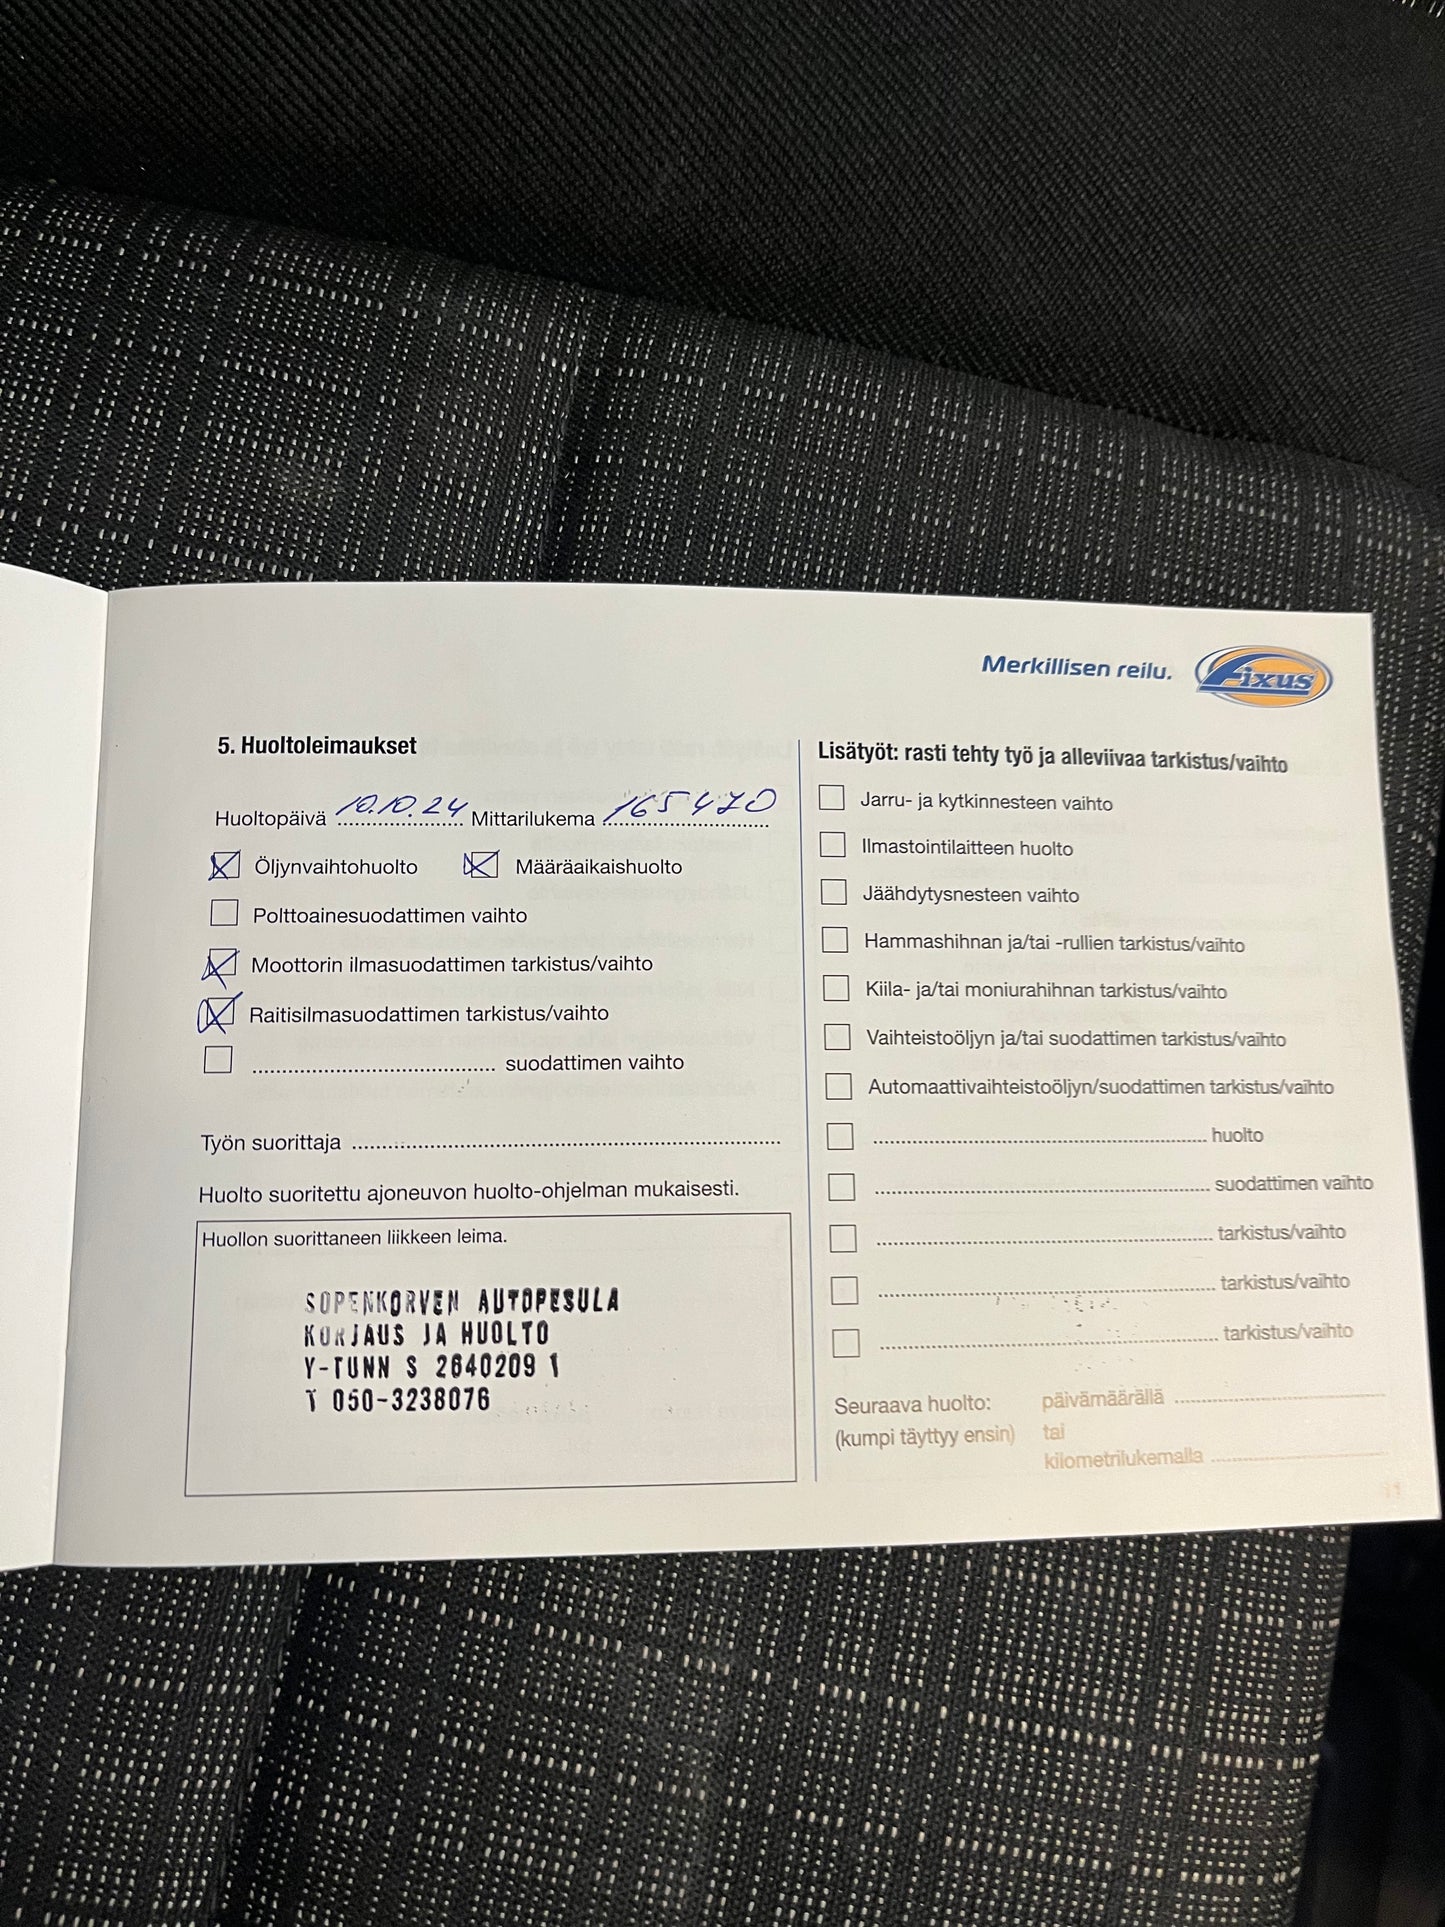 Merkillisen reilu. Fixus
5. Huoltoleimaukset
Huoltopäivä 10.10.24 Mittarilukema 165470
Öljynvaihtohuolto Määräaikaishuolto
Polttoainesuodattimen vaihto
Moottorin ilmasuodattimen tarkistus/vaihto
Raitisilmasuodattimen tarkistus/vaihto
suodattimen vaihto
Työn suorittaja
Huolto suoritettu ajoneuvon huolto-ohjelman mukaisesti.
Huollon suorittaneen liikkeen leima.
SOPENKORVEN AUTOPESULA
KORJAUS JA HUOLTO
Y-TUNN S 2640209 1
T 050-3238076
Lisätyöt: rasti tehty työ ja alleviivaa tarkistus/vaihto
Jarru- ja kytkinnesteen vaihto
Ilmastointilaitteen huolto
Jäähdytysnesteen vaihto
Hammashihnan ja/tai -rullien tarkistus/vaihto
Kiila- ja/tai moniurahihnan tarkistus/vaihto
Vaihteistoöljyn ja/tai suodattimen tarkistus/vaihto
Automaattivaihteistoöljyn/suodattimen tarkistus/vaihto
huolto
suodattimen vaihto
tarkistus/vaihto
tarkistus/vaihto
tarkistus/vaihto
Seuraava huolto: päivämäärällä
(kumpi täyttyy ensin) tai
kilometrilukemalla